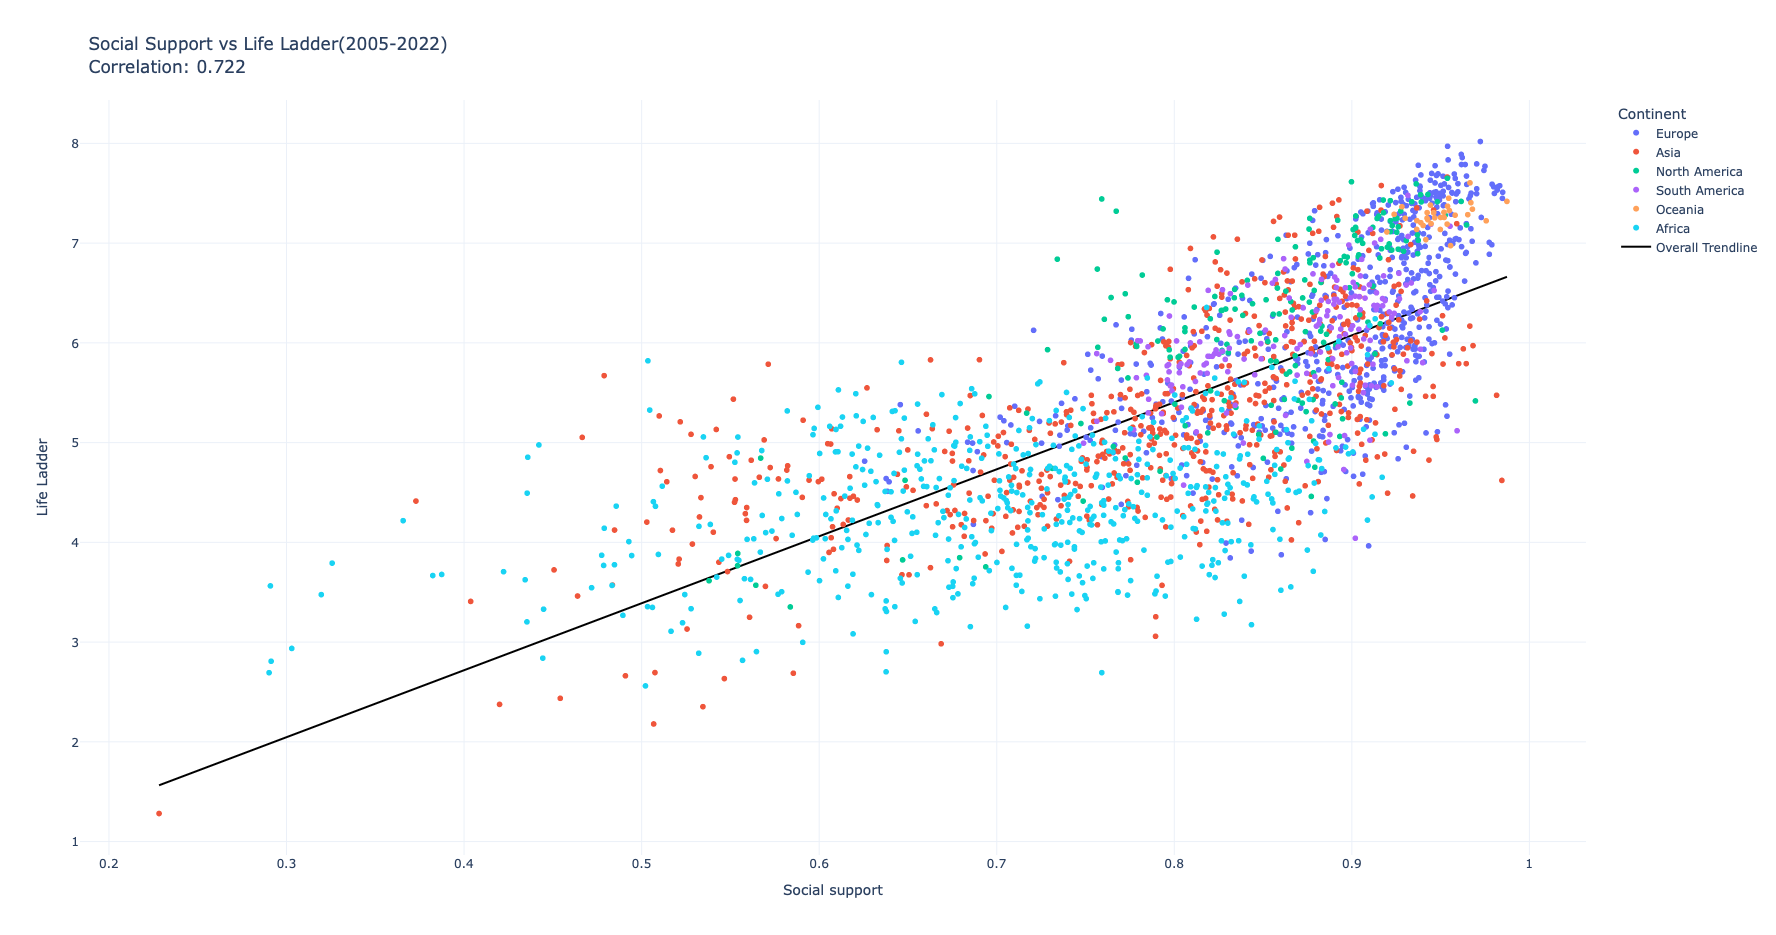 Social Support vs Life Ladder(2005-2022)
Correlation: 0.722
Continent
Europe
Asia
North America
South America
Oceania
Africa
Overall Trendline
Life Ladder
8
7
6
5
4
3
2
1
0.2
0.3
0.4
0.5
0.6
0.7
0.8
0.9
1
Social support